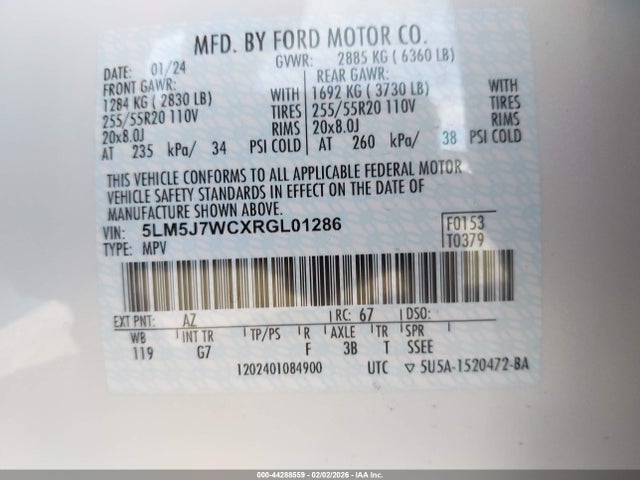 MFD. BY FORD MOTOR CO.
DATE: 01/24 GVWR: 2885 KG ( 6360 LB)
FRONT GAWR: REAR GAWR:
1284 KG ( 2830 LB) WITH 1692 KG ( 3730 LB) WITH
255/55R20 110V TIRES 255/55R20 110V TIRES
20x8.0J RIMS 20x8.0J RIMS
AT 235 kPa/ 34 PSI COLD AT 260 kPa/ 38 PSI COLD
THIS VEHICLE CONFORMS TO ALL APPLICABLE FEDERAL MOTOR
VEHICLE SAFETY STANDARDS IN EFFECT ON THE DATE OF
MANUFACTURE SHOWN ABOVE.
VIN: 5LM5J7WCXRGL01286 F0153
TYPE: MPV T0379
EXT PNT: AZ RC: 67 DSO:
WB INT TR TP/PS R AXLE TR SPR
119 G7 F 3B T SSEE
1202401084900 UTC ▽ 5U5A-1520472-BA
000-44288559 - 02/02/2026 - IAA Inc.